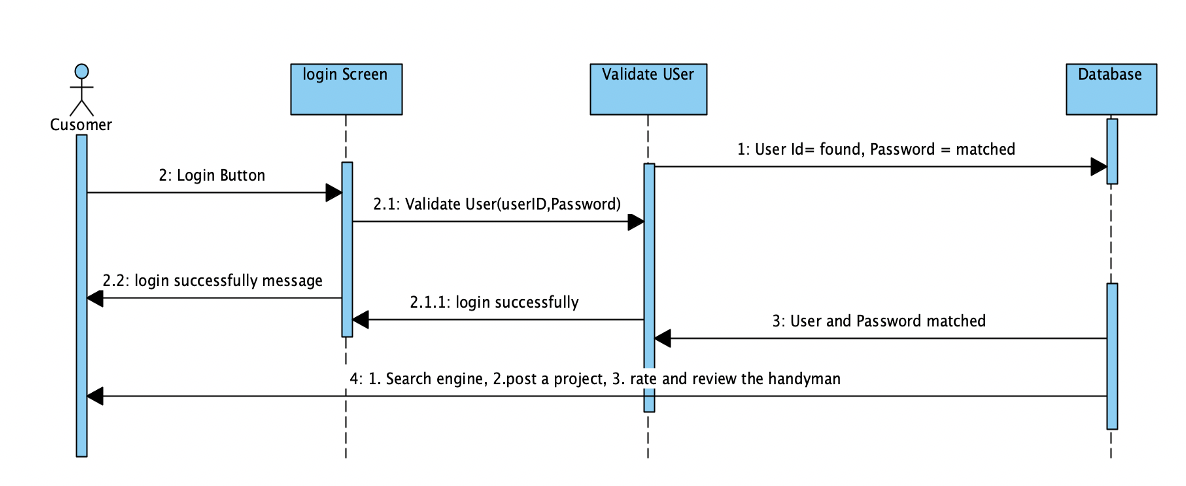 login Screen
Validate USer
Database
Cusomer
1: User Id= found, Password = matched
2: Login Button
2.1: Validate User(userID,Password)
2.2: login successfully message
2.1.1: login successfully
3: User and Password matched
4: 1. Search engine, 2.post a project, 3. rate and review the handyman